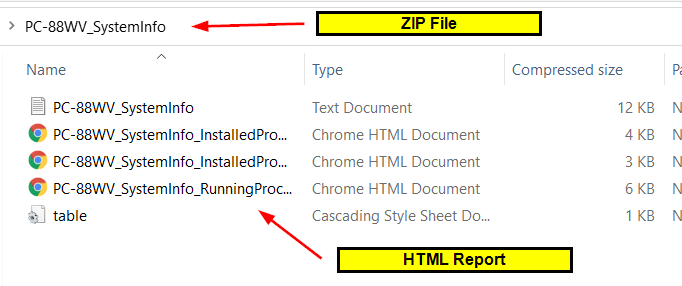 PC-88WV_SystemInfo
ZIP File
Name Type Compressed size Pa
PC-88WV_SystemInfo Text Document 12 KB N
PC-88WV_SystemInfo_InstalledPro... Chrome HTML Document 4 KB N
PC-88WV_SystemInfo_InstalledPro... Chrome HTML Document 3 KB N
PC-88WV_SystemInfo_RunningProc... Chrome HTML Document 6 KB N
table Cascading Style Sheet Do... 1 KB N
HTML Report